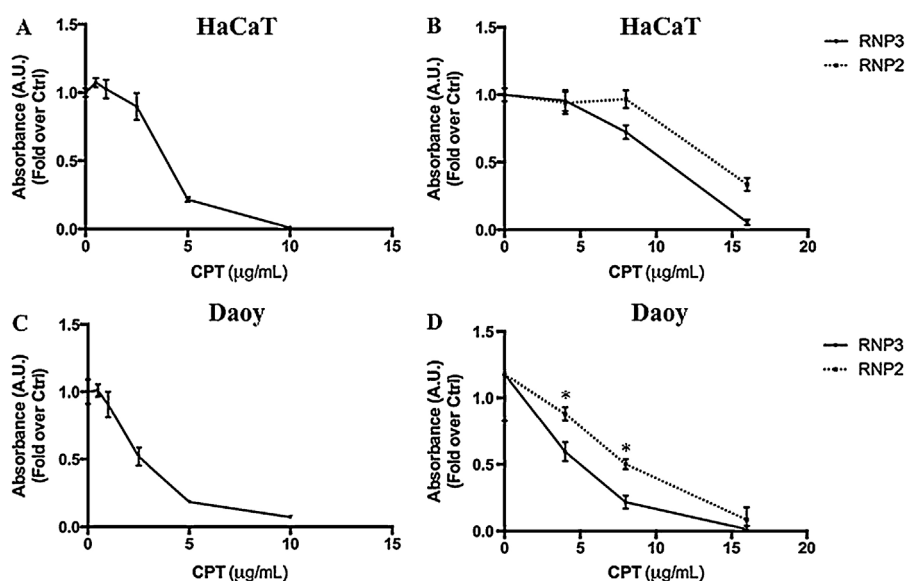 A
HaCaT
1.5
1.0
0.5
0.0
Absorbance (A.U.)
(Fold over Ctrl)
0
5
10
15
CPT (µg/mL)
B
HaCaT
1.5
1.0
0.5
0.0
Absorbance (A.U.)
(Fold over Ctrl)
0
5
10
15
20
CPT (µg/mL)
RNP3
RNP2
C
Daoy
1.5
1.0
0.5
0.0
Absorbance (A.U.)
(Fold over Ctrl)
0
5
10
15
CPT (µg/mL)
D
Daoy
1.5
1.0
0.5
0.0
Absorbance (A.U.)
(Fold over Ctrl)
*
*
0
5
10
15
20
CPT (µg/mL)
RNP3
RNP2